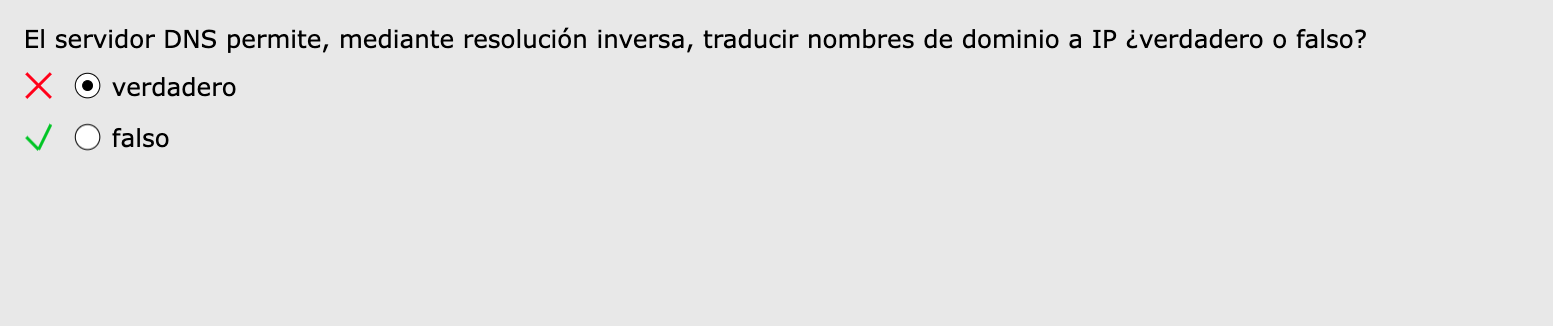 El servidor DNS permite, mediante resolución inversa, traducir nombres de dominio a IP ¿verdadero o falso?
verdadero
falso